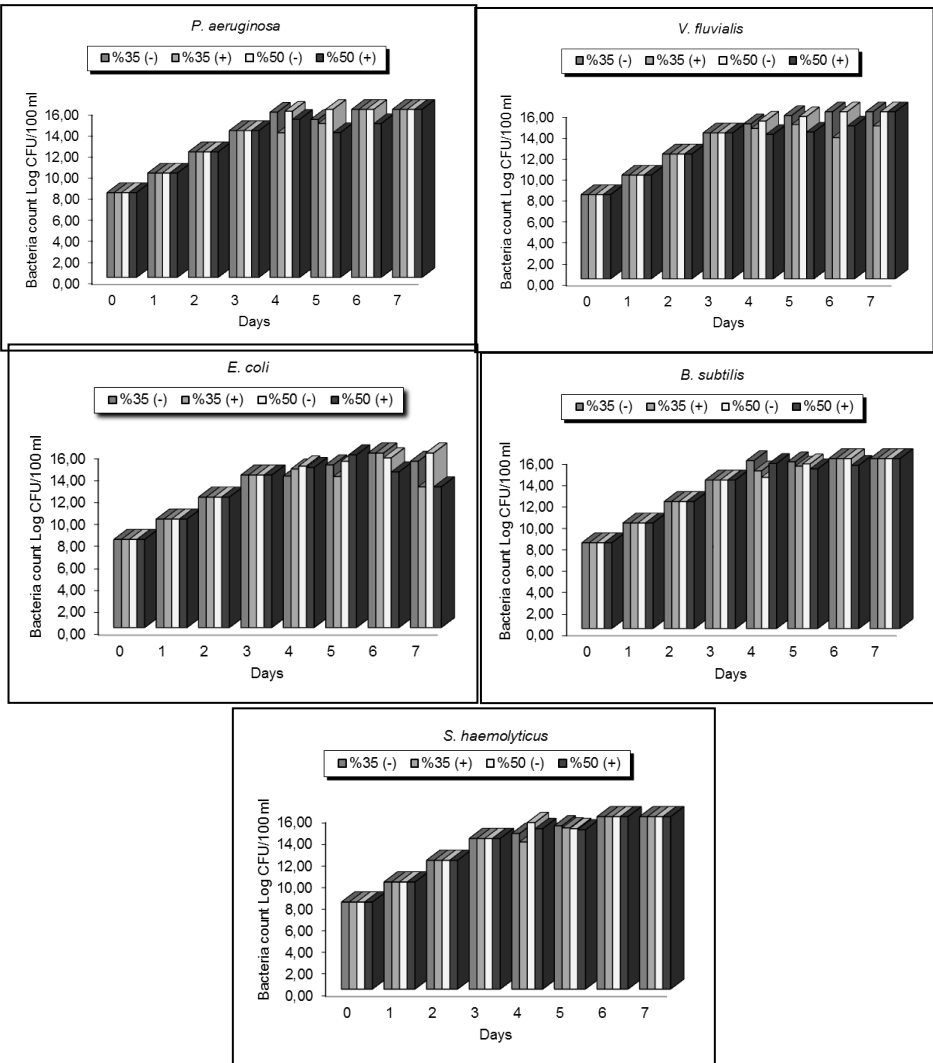 P. aeruginosa
%35 (-) %35 (+) %50 (-) %50 (+)
Bacteria count Log CFU/100 ml
16,00
14,00
12,00
10,00
8,00
6,00
4,00
2,00
0,00
0 1 2 3 4 5 6 7
Days
V. fluvialis
%35 (-) %35 (+) %50 (-) %50 (+)
Bacteria count Log CFU/100 ml
16,00
14,00
12,00
10,00
8,00
6,00
4,00
2,00
0,00
0 1 2 3 4 5 6 7
Days
E. coli
%35 (-) %35 (+) %50 (-) %50 (+)
Bacteria count Log CFU/100 ml
16,00
14,00
12,00
10,00
8,00
6,00
4,00
2,00
0,00
0 1 2 3 4 5 6 7
Days
B. subtilis
%35 (-) %35 (+) %50 (-) %50 (+)
Bacteria count Log CFU/100 ml
16,00
14,00
12,00
10,00
8,00
6,00
4,00
2,00
0,00
0 1 2 3 4 5 6 7
Days
S. haemolyticus
%35 (-) %35 (+) %50 (-) %50 (+)
Bacteria count Log CFU/100 ml
16,00
14,00
12,00
10,00
8,00
6,00
4,00
2,00
0,00
0 1 2 3 4 5 6 7
Days